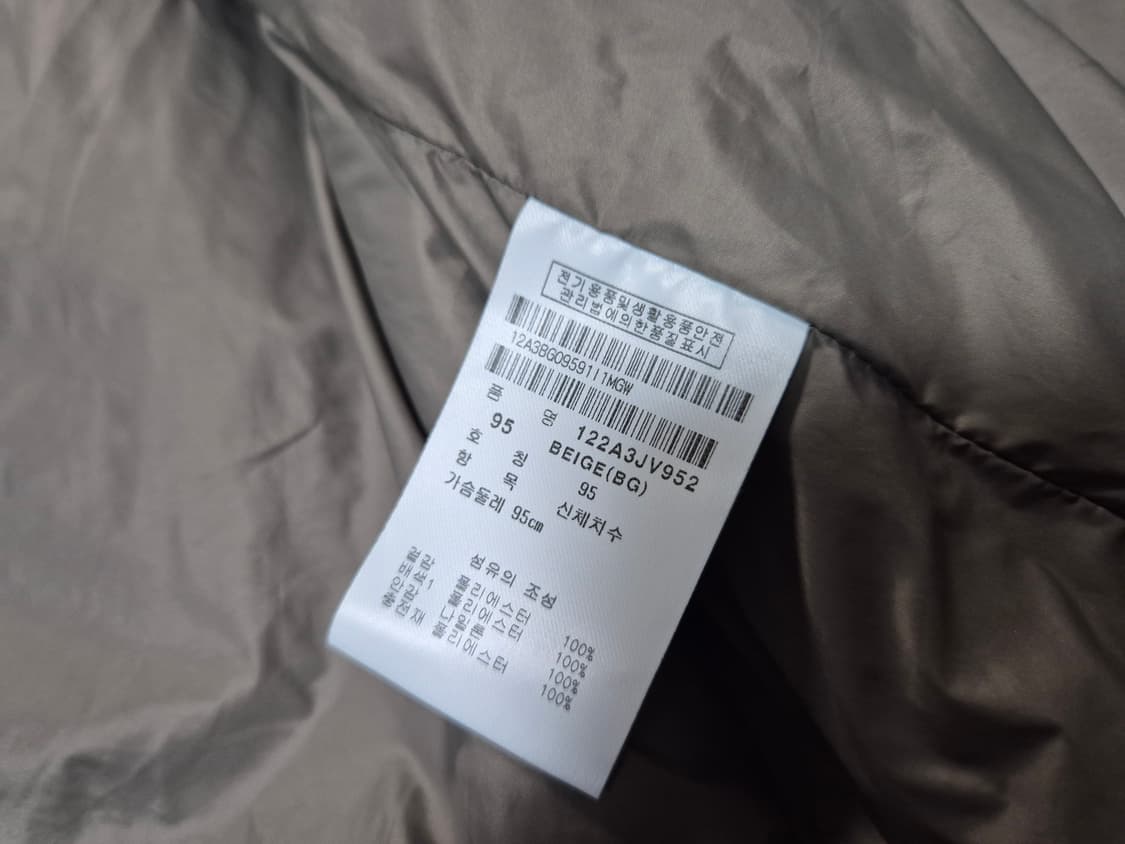 전기용품및생활용품안전
관리법에의한품질표시
12A3BG0959111MGW
품 명 122A3JV952
95 BEIGE(BG)
호 칭 95
항 목 신체치수
가슴둘레 95cm
섬유의 조성
겉감 폴리에스터 100%
배색1 폴리에스터 100%
안감 나일론 100%
충전재 폴리에스터 100%